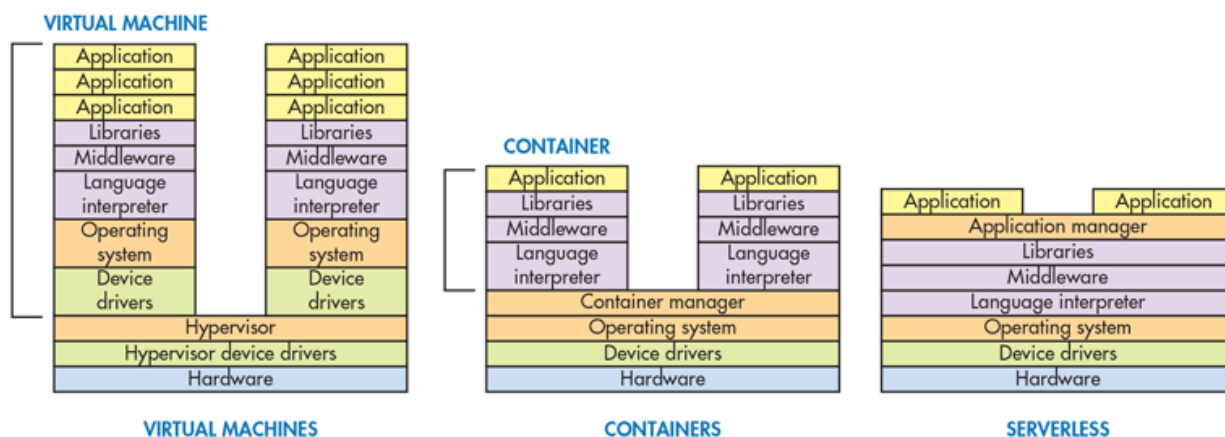 VIRTUAL MACHINE
Application
Application
Application
Libraries
Middleware
Language
interpreter
Operating
system
Device
drivers
Application
Application
Application
Libraries
Middleware
Language
interpreter
Operating
system
Device
drivers
Hypervisor
Hypervisor device drivers
Hardware
VIRTUAL MACHINES
CONTAINER
Application
Libraries
Middleware
Language
interpreter
Application
Libraries
Middleware
Language
interpreter
Container manager
Operating system
Device drivers
Hardware
CONTAINERS
Application
Application
Application manager
Libraries
Middleware
Language interpreter
Operating system
Device drivers
Hardware
SERVERLESS